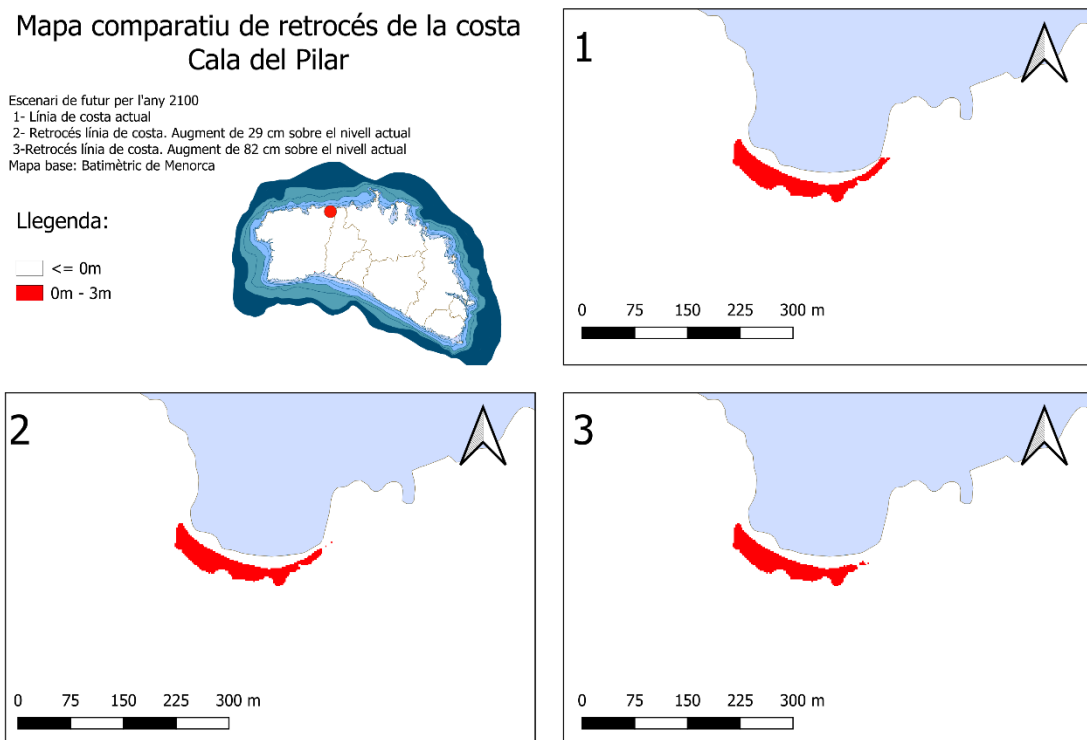 Mapa comparatiu de retrocés de la costa
Cala del Pilar
Escenari de futur per l'any 2100
1- Línia de costa actual
2- Retrocés línia de costa. Augment de 29 cm sobre el nivell actual
3-Retrocés línia de costa. Augment de 82 cm sobre el nivell actual
Mapa base: Batimètric de Menorca
Llegenda:
<= 0m
0m - 3m
1
0 75 150 225 300 m
2
0 75 150 225 300 m
3
0 75 150 225 300 m